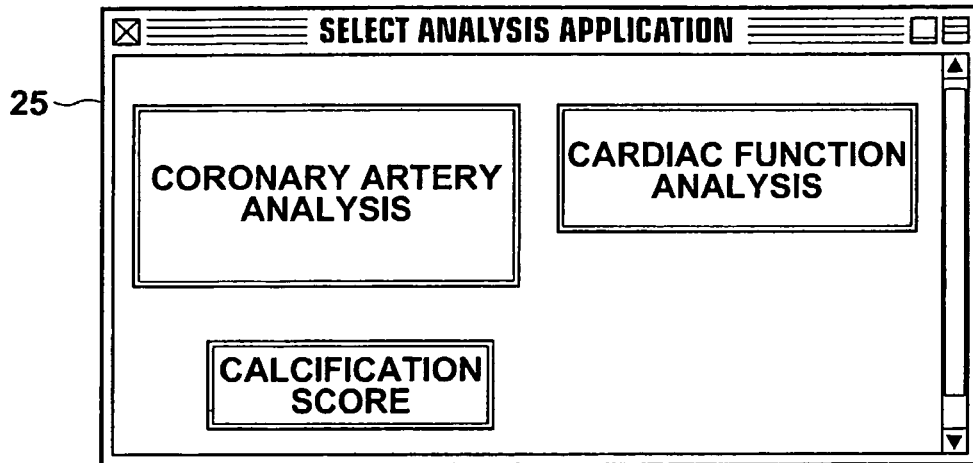 SELECT ANALYSIS APPLICATION
25
CORONARY ARTERY
ANALYSIS
CARDIAC FUNCTION
ANALYSIS
CALCIFICATION
SCORE